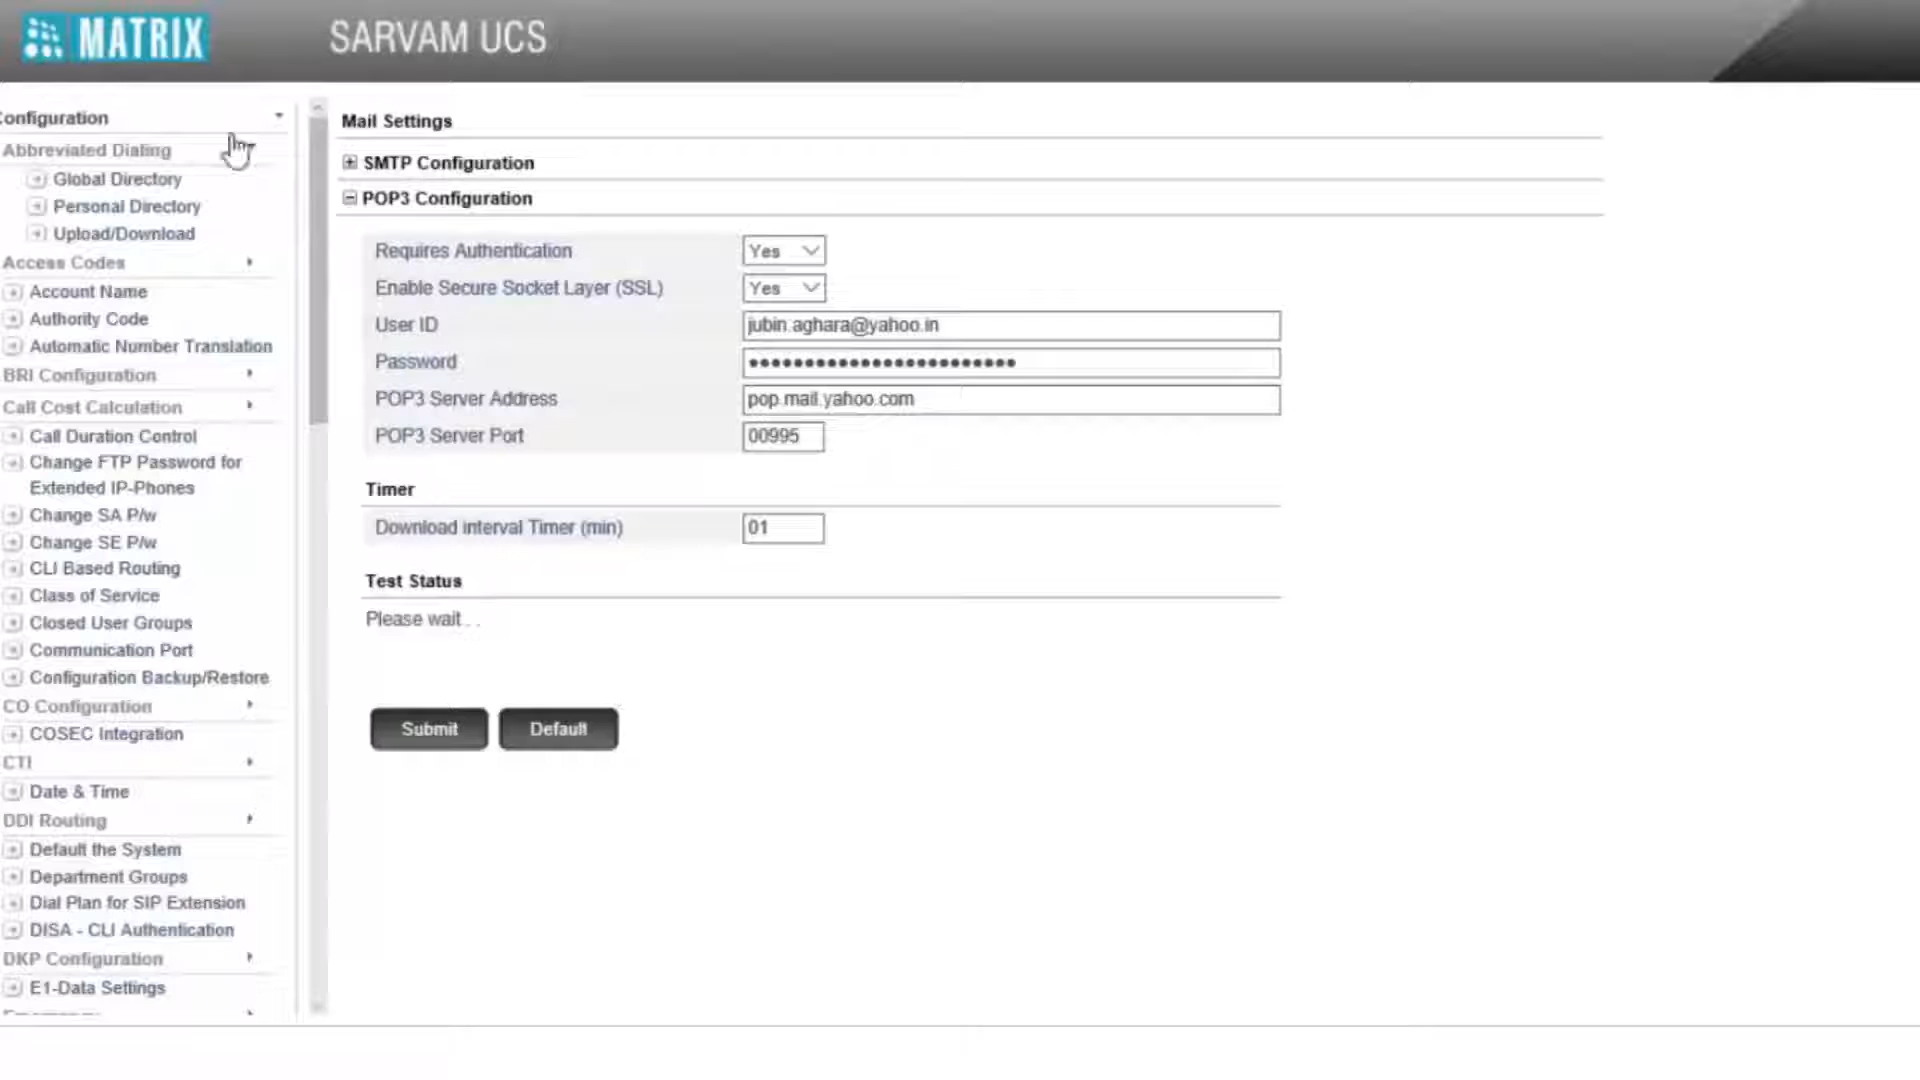 MATRIX
SARVAM UCS
onfiguration
Abbreviated Dialing
Global Directory
Personal Directory
Upload/Download
Access Codes
Account Name
Authority Code
Automatic Number Translation
BRI Configuration
Call Cost Calculation
Call Duration Control
Change FTP Password for
Extended IP-Phones
Change SA P/w
Change SE P/w
CLI Based Routing
Class of Service
Closed User Groups
Communication Port
Configuration Backup/Restore
CO Configuration
COSEC Integration
CTI
Date & Time
DDI Routing
Default the System
Department Groups
Dial Plan for SIP Extension
DISA - CLI Authentication
DKP Configuration
E1-Data Settings
Mail Settings
SMTP Configuration
POP3 Configuration
Requires Authentication Yes
Enable Secure Socket Layer (SSL) Yes
User ID jubin.aghara@yahoo.in
Password ••••••••••••••••••••••••
POP3 Server Address pop.mail.yahoo.com
POP3 Server Port 00995
Timer
Download interval Timer (min) 01
Test Status
Please wait . .
Submit Default